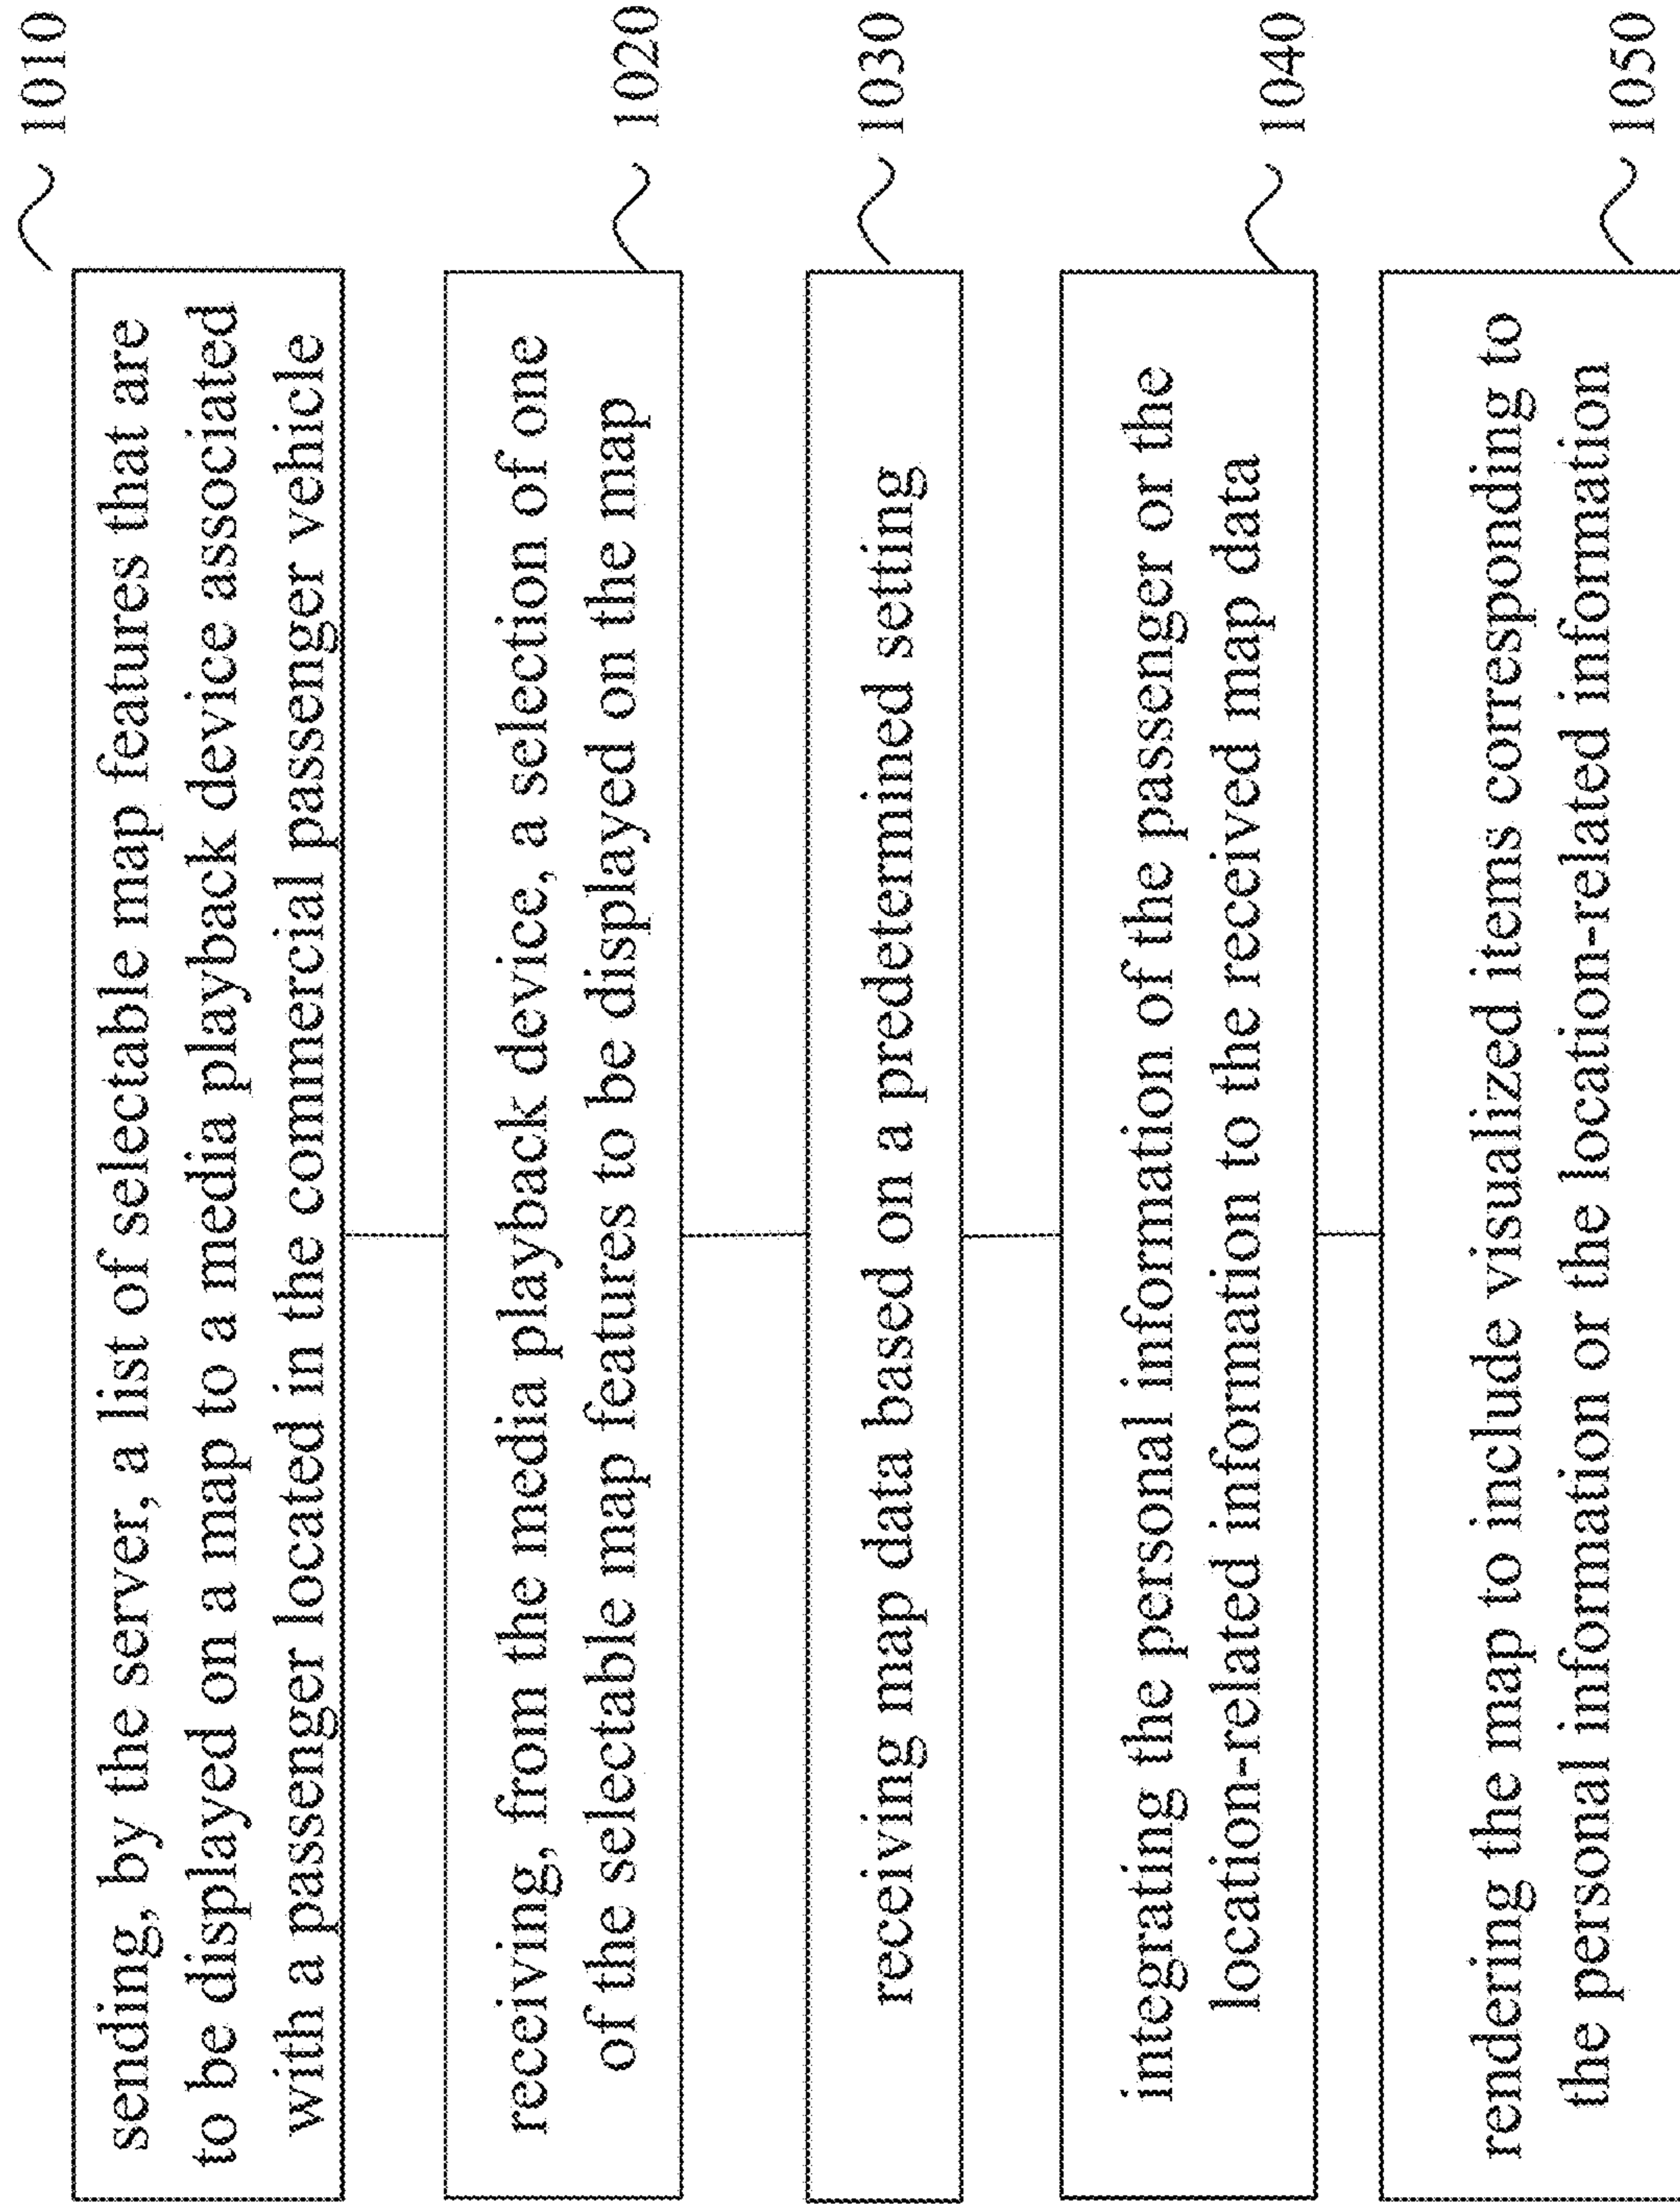 sending, by the server, a list of selectable map features that are
to be displayed on a map to a media playback device associated
with a passenger located in the commercial passenger vehicle
1010
receiving, from the media playback device, a selection of one
of the selectable map features to be displayed on the map
1020
receiving map data based on a predetermined setting
1030
integrating the personal information of the passenger or the
location-related information to the received map data
1040
rendering the map to include visualized items corresponding to
the personal information or the location-related information
1050